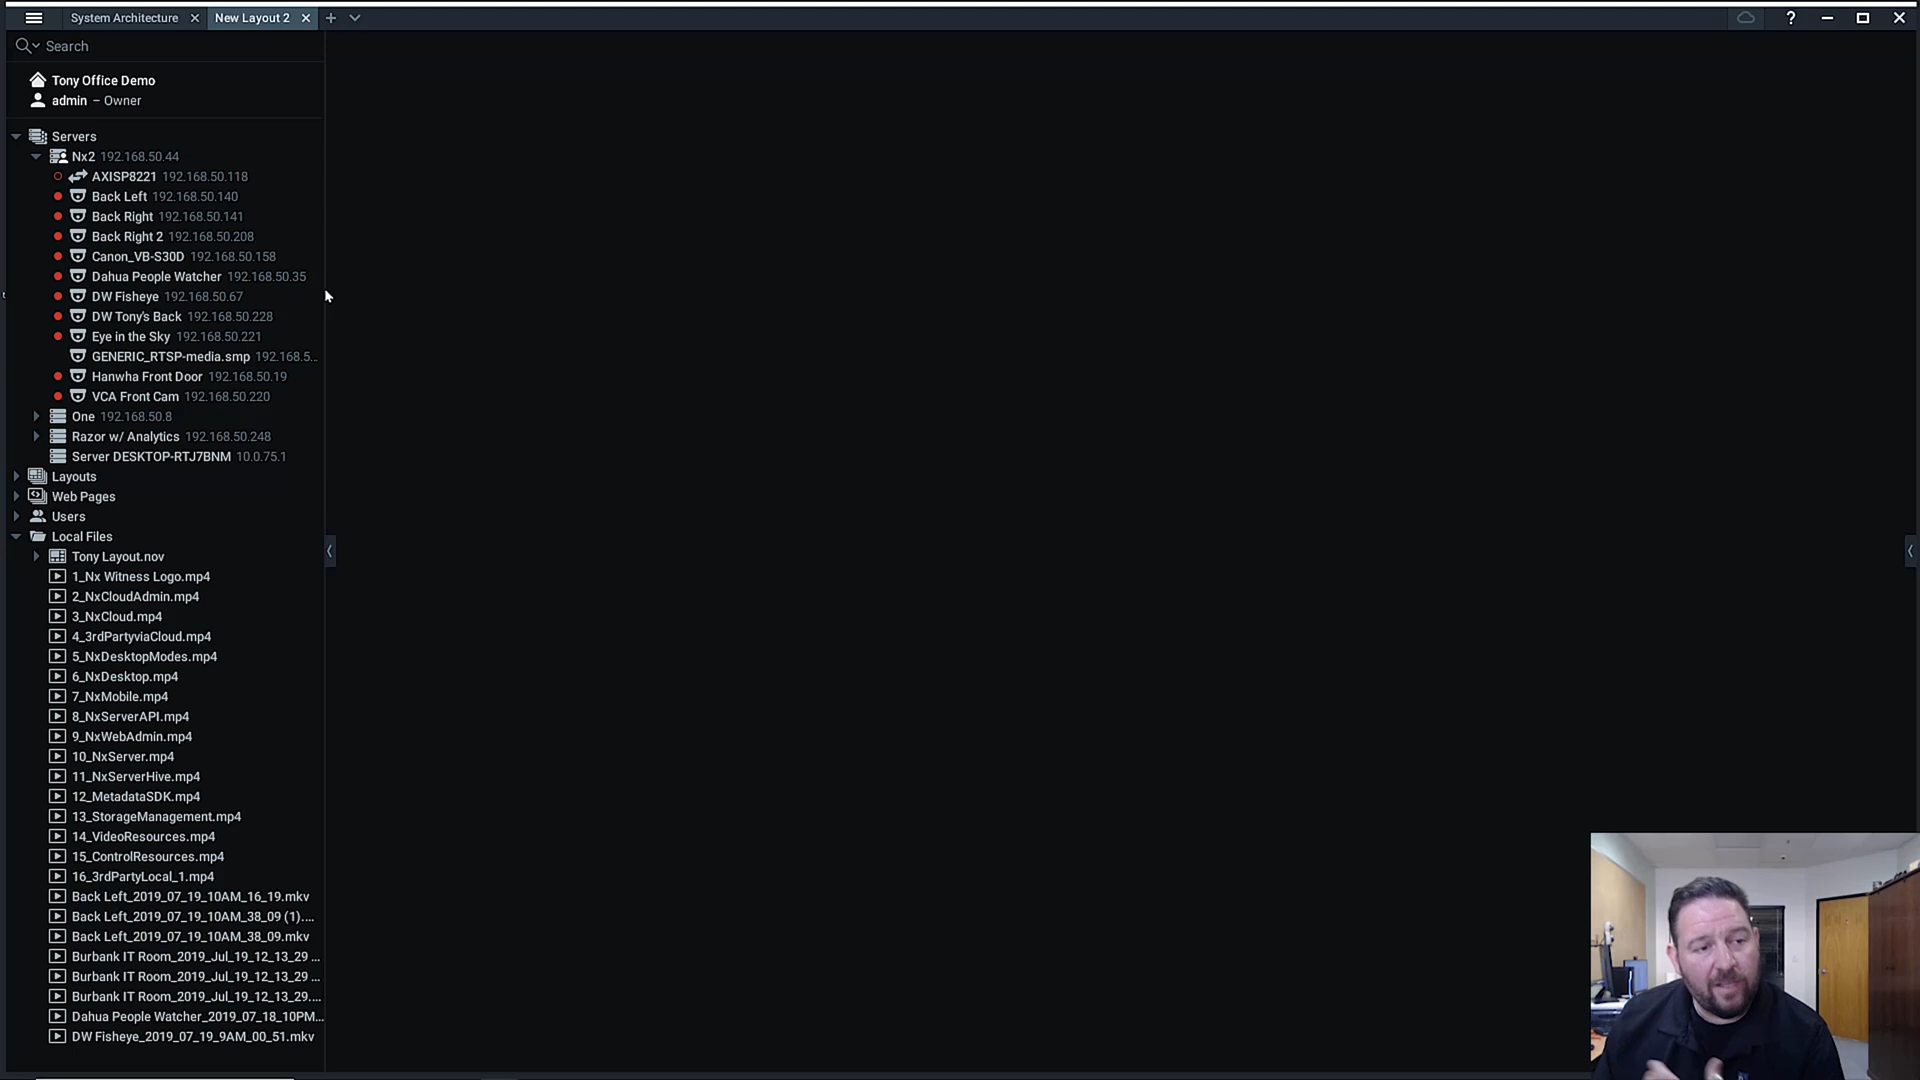 System Architecture
New Layout 2
Search
Tony Office Demo
admin – Owner
Servers
Nx2 192.168.50.44
AXISP8221 192.168.50.118
Back Left 192.168.50.140
Back Right 192.168.50.141
Back Right 2 192.168.50.208
Canon_VB-S30D 192.168.50.158
Dahua People Watcher 192.168.50.35
DW Fisheye 192.168.50.67
DW Tony's Back 192.168.50.228
Eye in the Sky 192.168.50.221
GENERIC_RTSP-media.smp 192.168.5...
Hanwha Front Door 192.168.50.19
VCA Front Cam 192.168.50.220
One 192.168.50.8
Razor w/ Analytics 192.168.50.248
Server DESKTOP-RTJ7BNM 10.0.75.1
Layouts
Web Pages
Users
Local Files
Tony Layout.nov
1_Nx Witness Logo.mp4
2_NxCloudAdmin.mp4
3_NxCloud.mp4
4_3rdPartyviaCloud.mp4
5_NxDesktopModes.mp4
6_NxDesktop.mp4
7_NxMobile.mp4
8_NxServerAPI.mp4
9_NxWebAdmin.mp4
10_NxServer.mp4
11_NxServerHive.mp4
12_MetadataSDK.mp4
13_StorageManagement.mp4
14_VideoResources.mp4
15_ControlResources.mp4
16_3rdPartyLocal_1.mp4
Back Left_2019_07_19_10AM_16_19.mkv
Back Left_2019_07_19_10AM_38_09 (1)....
Back Left_2019_07_19_10AM_38_09.mkv
Burbank IT Room_2019_Jul_19_12_13_29 ...
Burbank IT Room_2019_Jul_19_12_13_29 ...
Burbank IT Room_2019_Jul_19_12_13_29....
Dahua People Watcher_2019_07_18_10PM...
DW Fisheye_2019_07_19_9AM_00_51.mkv